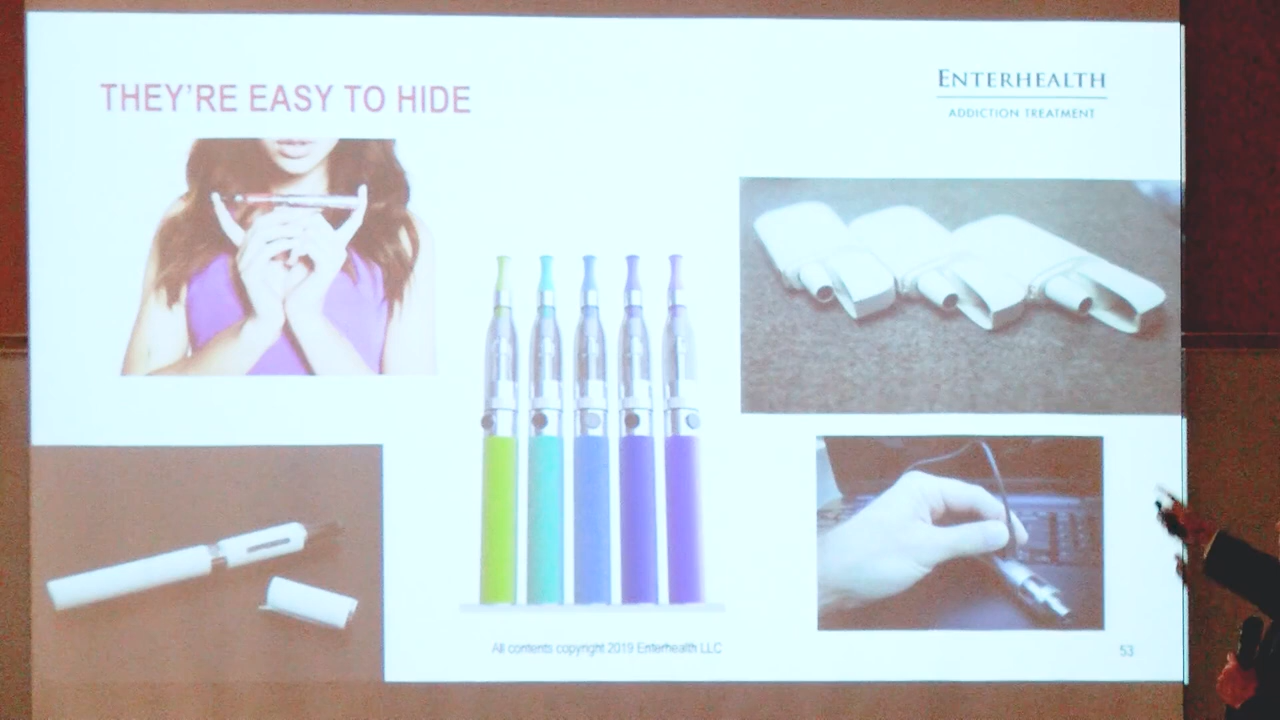 THEY'RE EASY TO HIDE
ENTERHEALTH
ADDICTION TREATMENT
All contents copyright 2019 Enterhealth LLC
53